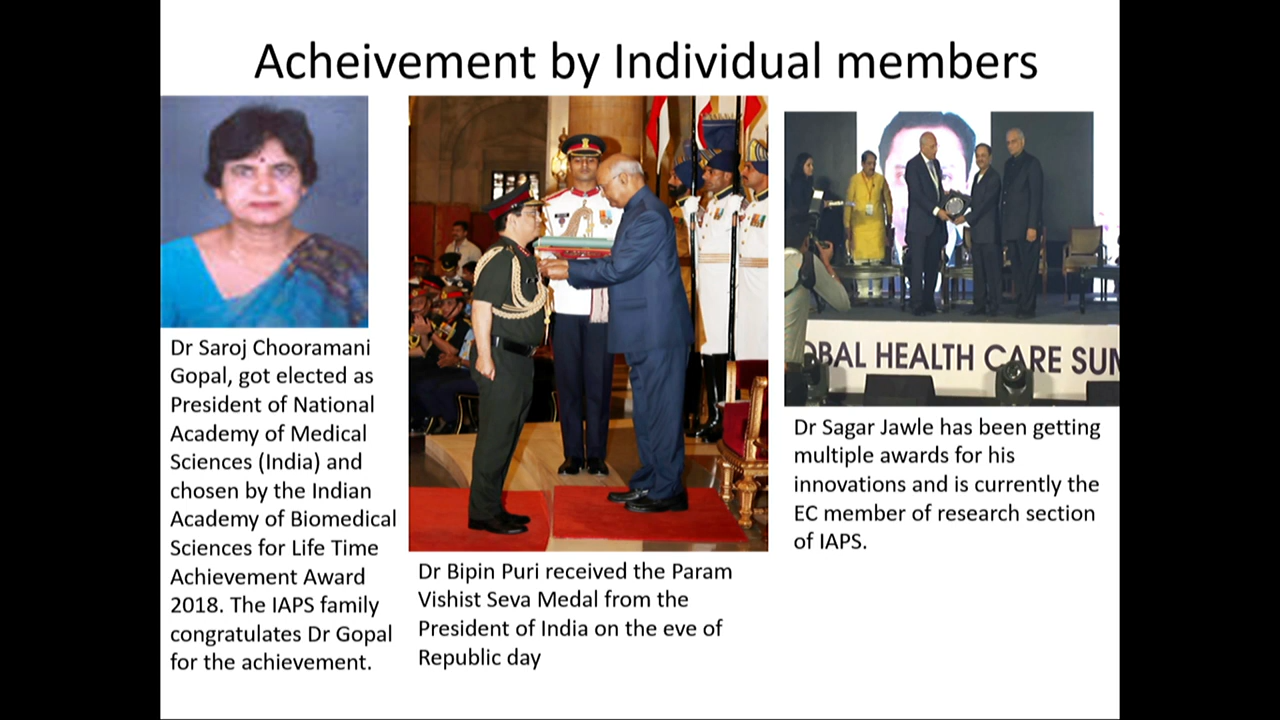 Acheivement by Individual members
Dr Saroj Chooramani
Gopal, got elected as
President of National
Academy of Medical
Sciences (India) and
chosen by the Indian
Academy of Biomedical
Sciences for Life Time
Achievement Award
2018. The IAPS family
congratulates Dr Gopal
for the achievement.
Dr Bipin Puri received the Param
Vishist Seva Medal from the
President of India on the eve of
Republic day
OBAL HEALTH CARE SUM
Dr Sagar Jawle has been getting
multiple awards for his
innovations and is currently the
EC member of research section
of IAPS.